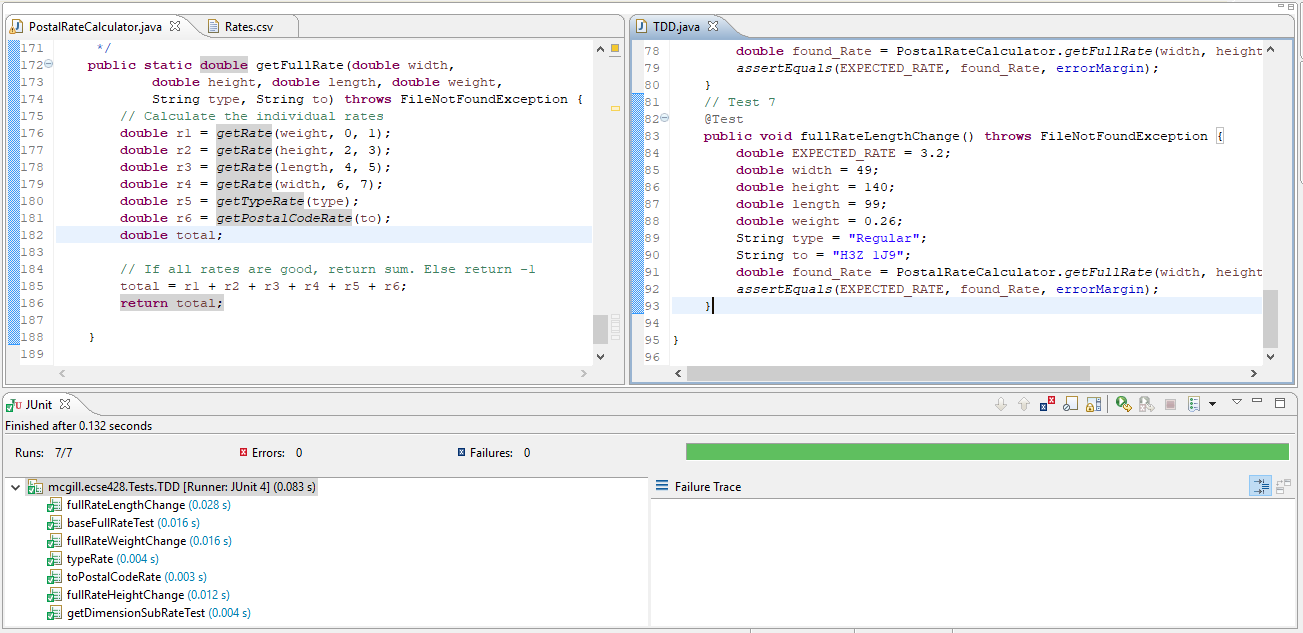 PostalRateCalculator.java Rates.csv
171 */
172 public static double getFullRate(double width,
173 double height, double length, double weight,
174 String type, String to) throws FileNotFoundException {
175 // Calculate the individual rates
176 double r1 = getRate(weight, 0, 1);
177 double r2 = getRate(height, 2, 3);
178 double r3 = getRate(length, 4, 5);
179 double r4 = getRate(width, 6, 7);
180 double r5 = getTypeRate(type);
181 double r6 = getPostalCodeRate(to);
182 double total;
183
184 // If all rates are good, return sum. Else return -1
185 total = r1 + r2 + r3 + r4 + r5 + r6;
186 return total;
187
188 }
189
TDD.java
78 double found_Rate = PostalRateCalculator.getFullRate(width, height
79 assertEquals(EXPECTED_RATE, found_Rate, errorMargin);
80 }
81 // Test 7
82 @Test
83 public void fullRateLengthChange() throws FileNotFoundException {
84 double EXPECTED_RATE = 3.2;
85 double width = 49;
86 double height = 140;
87 double length = 99;
88 double weight = 0.26;
89 String type = "Regular";
90 String to = "H3Z 1J9";
91 double found_Rate = PostalRateCalculator.getFullRate(width, height
92 assertEquals(EXPECTED_RATE, found_Rate, errorMargin);
93 }
94
95 }
96
JUnit
Finished after 0.132 seconds
Runs: 7/7 Errors: 0 Failures: 0
mcgill.ecse428.Tests.TDD [Runner: JUnit 4] (0.083 s)
fullRateLengthChange (0.028 s)
baseFullRateTest (0.016 s)
fullRateWeightChange (0.016 s)
typeRate (0.004 s)
toPostalCodeRate (0.003 s)
fullRateHeightChange (0.012 s)
getDimensionSubRateTest (0.004 s)
Failure Trace